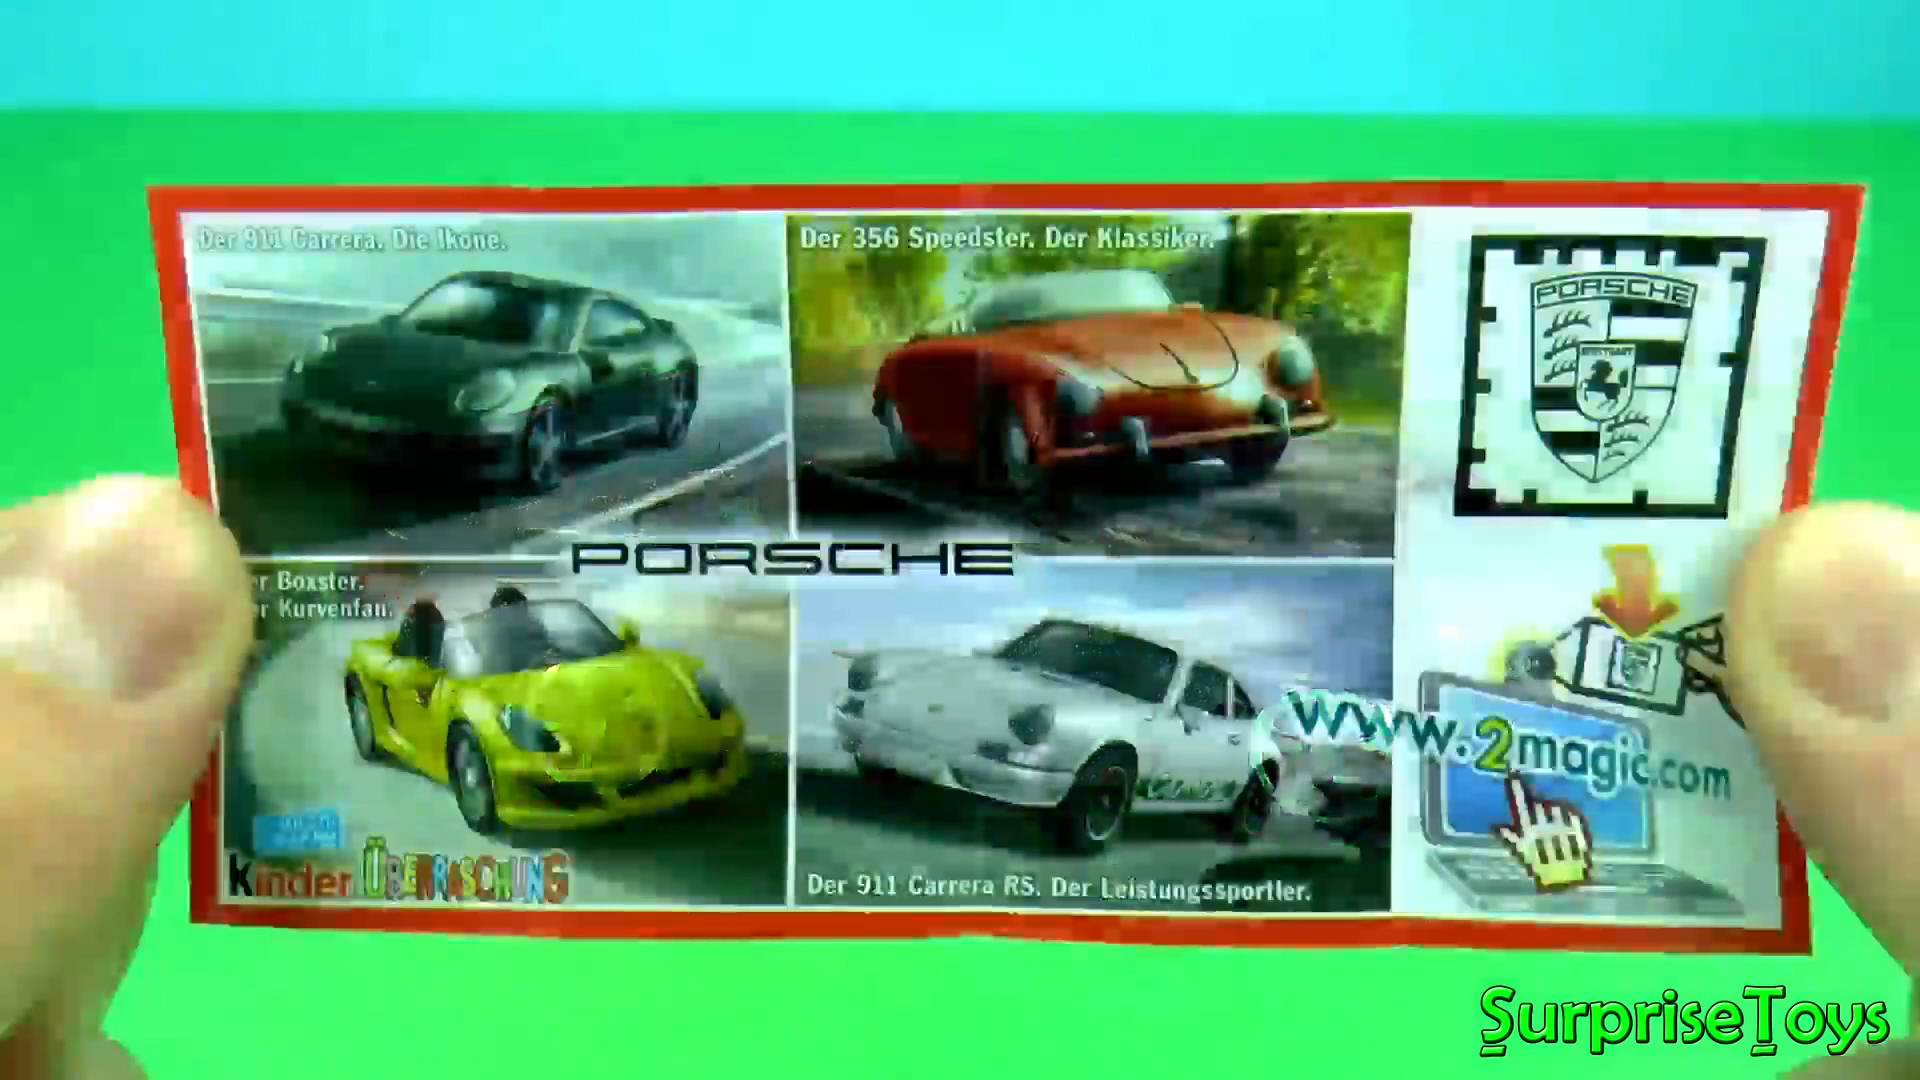 Der 911 Carrera. Die Ikone.
Der 356 Speedster. Der Klassiker.
PORSCHE
PORSCHE
Boxster.
Kurvenfan.
www.2magic.com
kinder ÜBERRASCHUNG
Der 911 Carrera RS. Der Leistungssportler.
SurpriseToys